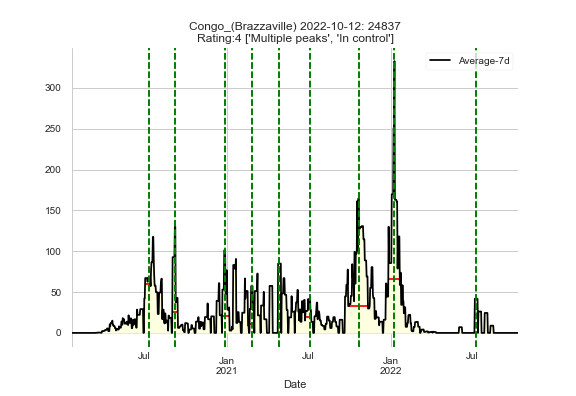 Congo_(Brazzaville) 2022-10-12: 24837
Rating:4 ['Multiple peaks', 'In control']
Average-7d
300
250
200
150
100
50
0
Jul
Jan
2021
Jul
Jan
2022
Jul
Date